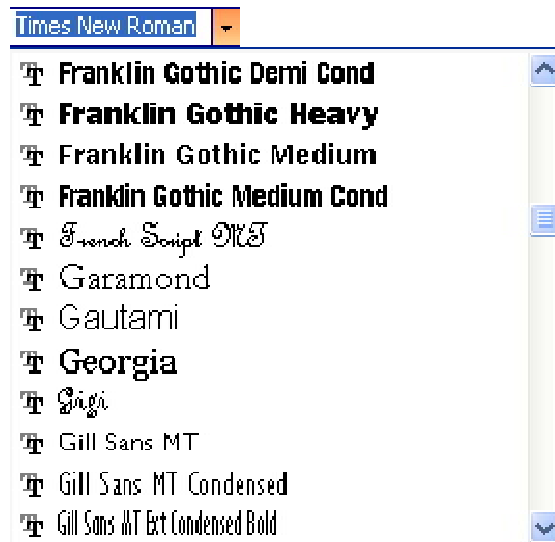 Times New Roman
Franklin Gothic Demi Cond
Franklin Gothic Heavy
Franklin Gothic Medium
Franklin Gothic Medium Cond
French Script MT
Garamond
Gautami
Georgia
Gigi
Gill Sans MT
Gill Sans MT Condensed
Gill Sans MT Ext Condensed Bold